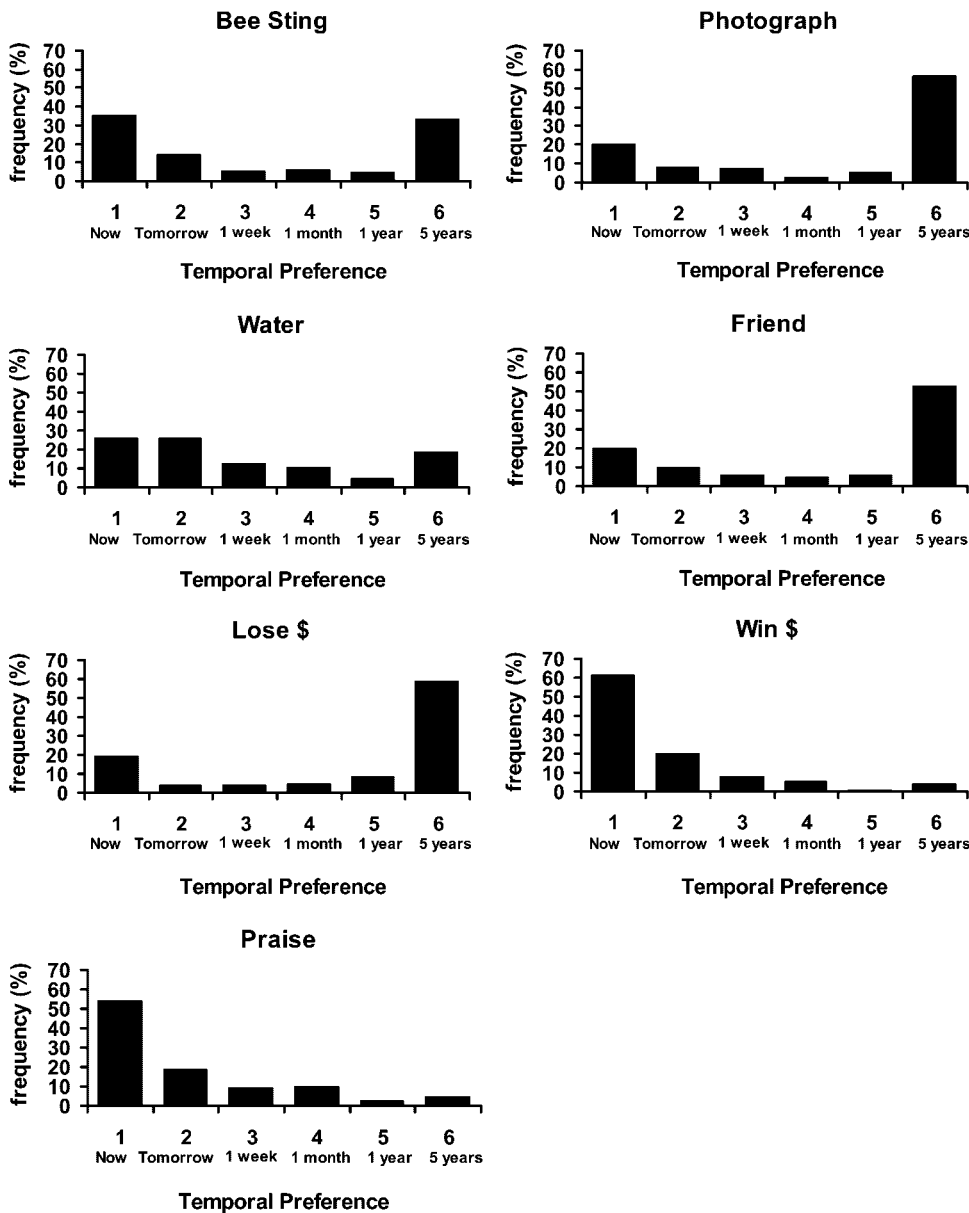 Bee Sting
frequency (%)
70
60
50
40
30
20
10
0
1 2 3 4 5 6
Now Tomorrow 1 week 1 month 1 year 5 years
Temporal Preference
Photograph
frequency (%)
70
60
50
40
30
20
10
0
1 2 3 4 5 6
Now Tomorrow 1 week 1 month 1 year 5 years
Temporal Preference
Water
frequency (%)
70
60
50
40
30
20
10
0
1 2 3 4 5 6
Now Tomorrow 1 week 1 month 1 year 5 years
Temporal Preference
Friend
frequency (%)
70
60
50
40
30
20
10
0
1 2 3 4 5 6
Now Tomorrow 1 week 1 month 1 year 5 years
Temporal Preference
Lose $
frequency (%)
70
60
50
40
30
20
10
0
1 2 3 4 5 6
Now Tomorrow 1 week 1 month 1 year 5 years
Temporal Preference
Win $
frequency (%)
70
60
50
40
30
20
10
0
1 2 3 4 5 6
Now Tomorrow 1 week 1 month 1 year 5 years
Temporal Preference
Praise
frequency (%)
70
60
50
40
30
20
10
0
1 2 3 4 5 6
Now Tomorrow 1 week 1 month 1 year 5 years
Temporal Preference